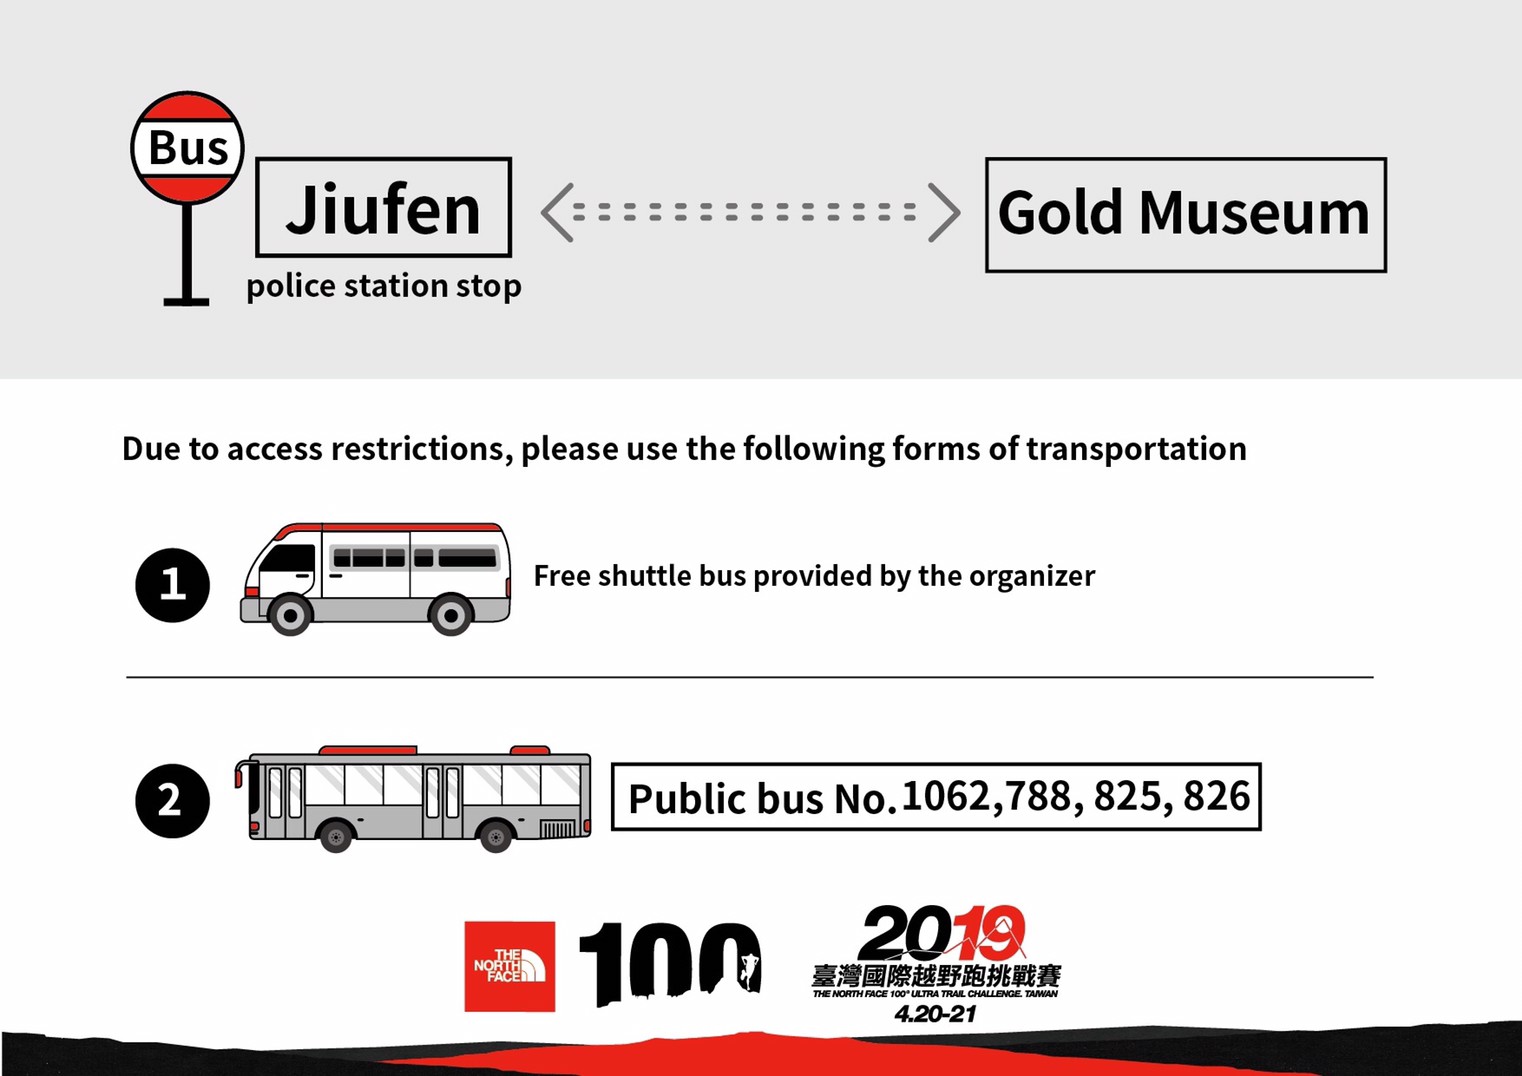 Bus
Jiufen
police station stop
Gold Museum
Due to access restrictions, please use the following forms of transportation
1
Free shuttle bus provided by the organizer
2
Public bus No.1062,788, 825, 826
THE
NORTH
FACE
100
2019
臺灣國際越野跑挑戰賽
THE NORTH FACE 100® ULTRA TRAIL CHALLENGE. TAIWAN
4.20-21